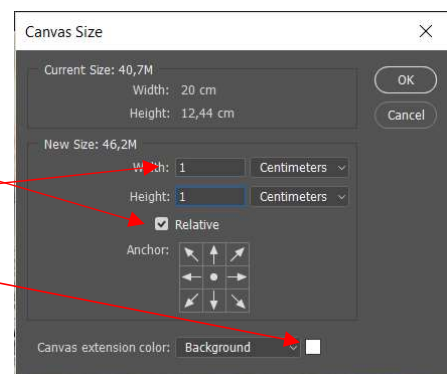 Canvas Size
Current Size: 40,7M
Width: 20 cm
Height: 12,44 cm
OK
Cancel
New Size: 46,2M
Width: 1 Centimeters
Height: 1 Centimeters
Relative
Anchor:
Canvas extension color: Background